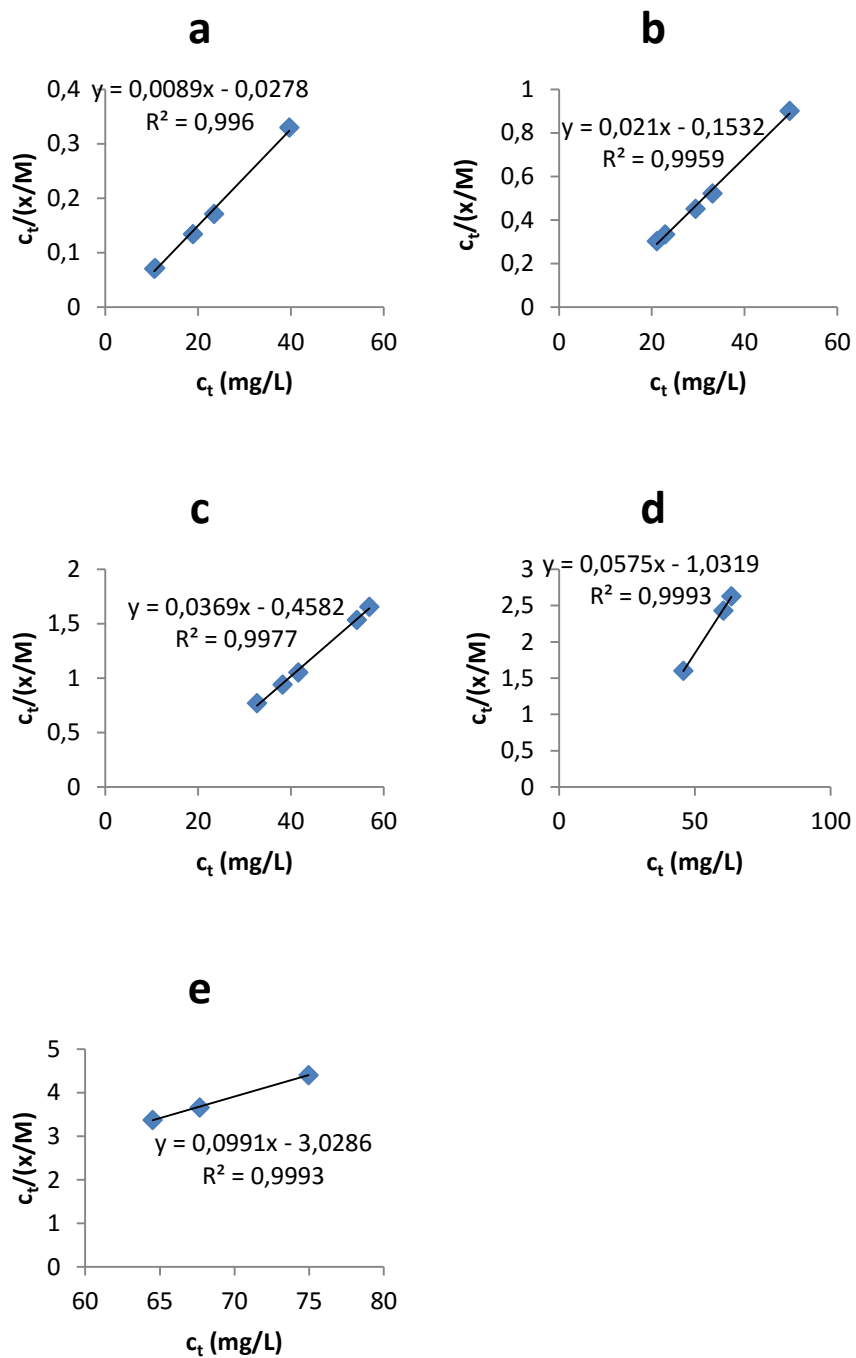 a
y = 0,0089x - 0,0278
R² = 0,996
0,4
0,3
0,2
0,1
0
0 20 40 60
c_t/(x/M)
c_t (mg/L)
b
y = 0,021x - 0,1532
R² = 0,9959
1
0,8
0,6
0,4
0,2
0
0 20 40 60
c_t/(x/M)
c_t (mg/L)
c
y = 0,0369x - 0,4582
R² = 0,9977
2
1,5
1
0,5
0
0 20 40 60
c_t/(x/M)
c_t (mg/L)
d
y = 0,0575x - 1,0319
R² = 0,9993
3
2,5
2
1,5
1
0,5
0
0 50 100
c_t/(x/M)
c_t (mg/L)
e
5
4
3
2
1
0
y = 0,0991x - 3,0286
R² = 0,9993
60 65 70 75 80
c_t/(x/M)
c_t (mg/L)